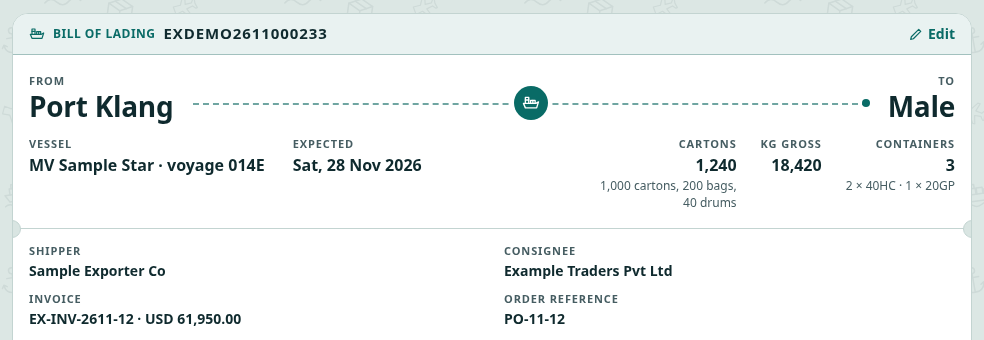 BILL OF LADING EXDEMO2611000233
Edit
FROM
TO
Port Klang
Male
VESSEL
EXPECTED
CARTONS
KG GROSS
CONTAINERS
MV Sample Star · voyage 014E
Sat, 28 Nov 2026
1,240
18,420
3
1,000 cartons, 200 bags,
40 drums
2 × 40HC · 1 × 20GP
SHIPPER
CONSIGNEE
Sample Exporter Co
Example Traders Pvt Ltd
INVOICE
ORDER REFERENCE
EX-INV-2611-12 · USD 61,950.00
PO-11-12